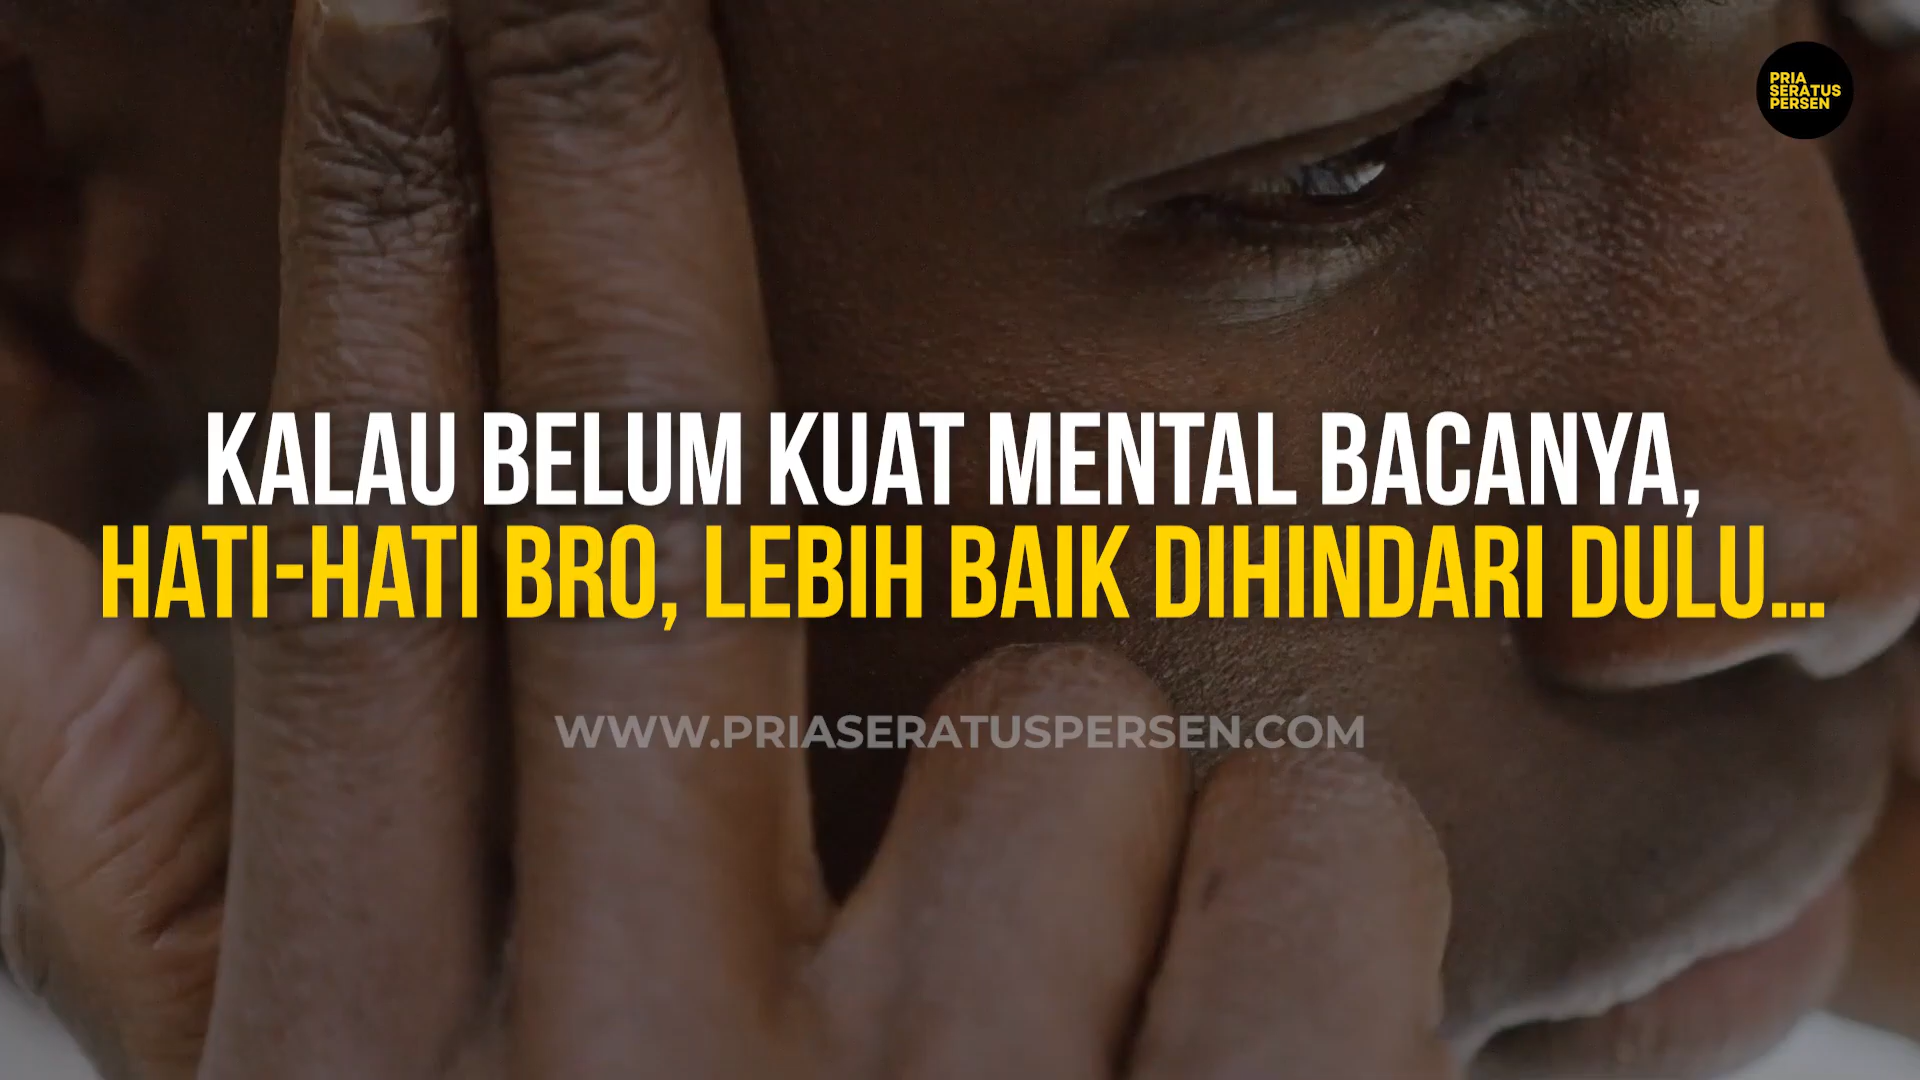 PRIA
SERATUS
PERSEN
KALAU BELUM KUAT MENTAL BACANYA,
HATI-HATI BRO, LEBIH BAIK DIHINDARI DULU...
WWW.PRIASERATUSPERSEN.COM